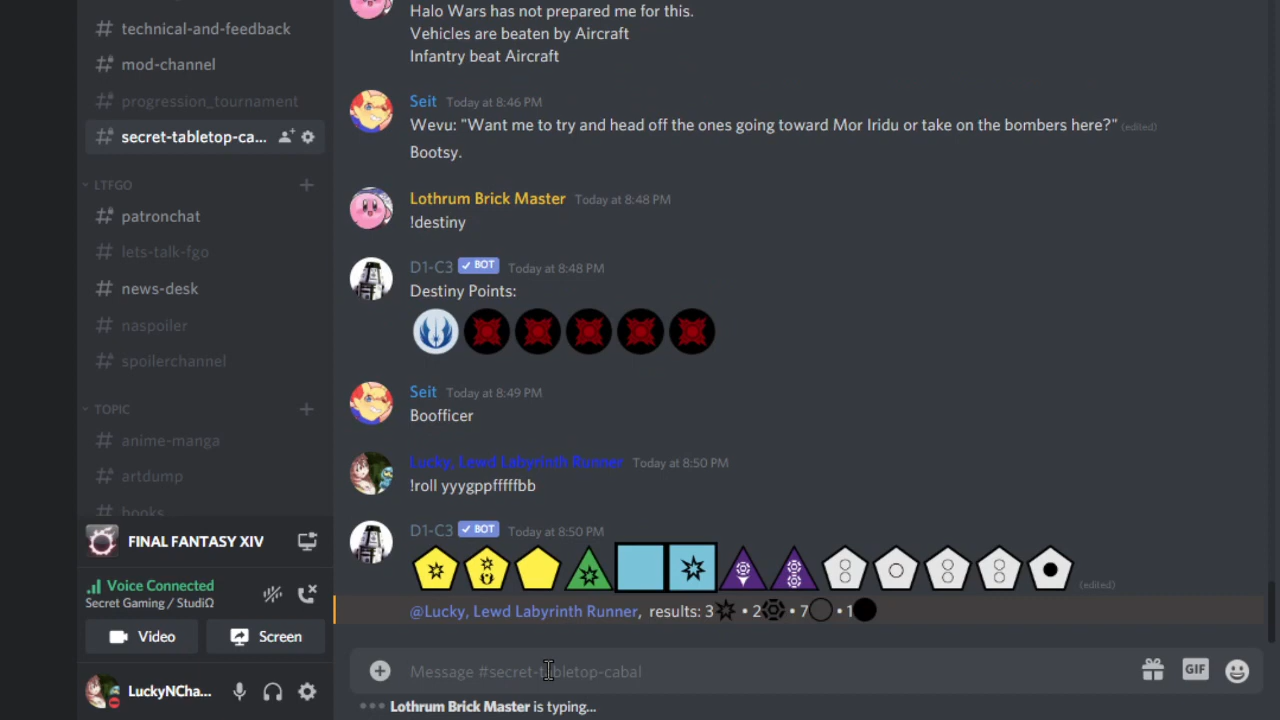 technical-and-feedback
mod-channel
progression_tournament
secret-tabletop-ca...
LTFGO
patronchat
lets-talk-fgo
news-desk
naspoiler
spoilerchannel
TOPIC
anime-manga
artdump
books
FINAL FANTASY XIV
Voice Connected
Secret Gaming / StudiΩ
Video
Screen
LuckyNCha...
Halo Wars has not prepared me for this.
Vehicles are beaten by Aircraft
Infantry beat Aircraft
Seit Today at 8:46 PM
Wevu: "Want me to try and head off the ones going toward Mor Iridu or take on the bombers here?" (edited)
Bootsy.
Lothrum Brick Master Today at 8:48 PM
!destiny
D1-C3 ✓ BOT Today at 8:48 PM
Destiny Points:
Seit Today at 8:49 PM
Boofficer
Lucky, Lewd Labyrinth Runner Today at 8:50 PM
!roll yyygppfffffbb
D1-C3 ✓ BOT Today at 8:50 PM
(edited)
@Lucky, Lewd Labyrinth Runner, results: 3 • 2 • 7 • 1
Message #secret-tabletop-cabal
GIF
Lothrum Brick Master is typing...